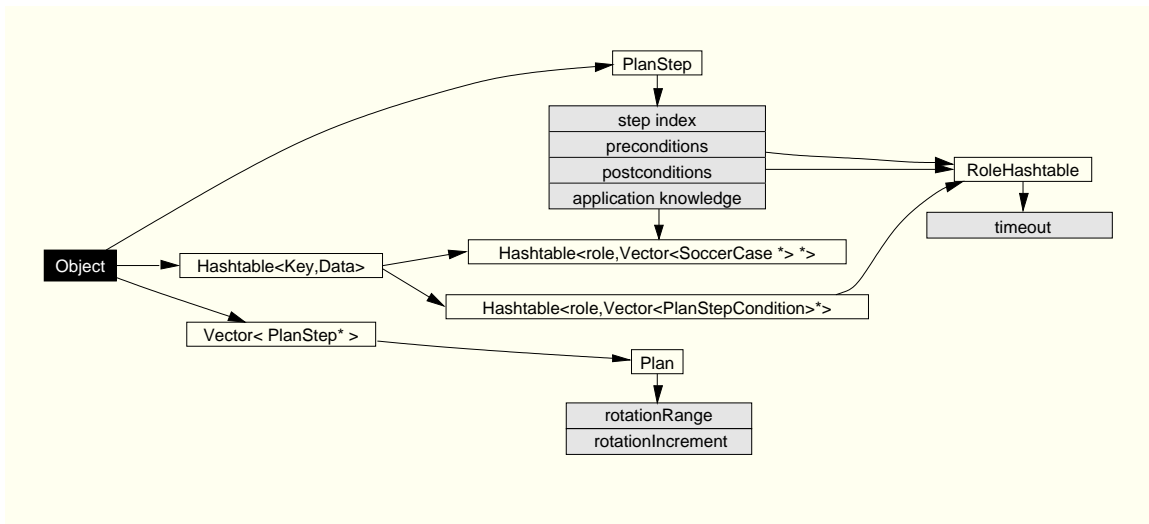 PlanStep
step index
preconditions
postconditions
application knowledge
RoleHashtable
timeout
Object
Hashtable<Key,Data>
Hashtable<role,Vector<SoccerCase *> *>
Hashtable<role,Vector<PlanStepCondition>*>
Vector< PlanStep* >
Plan
rotationRange
rotationIncrement